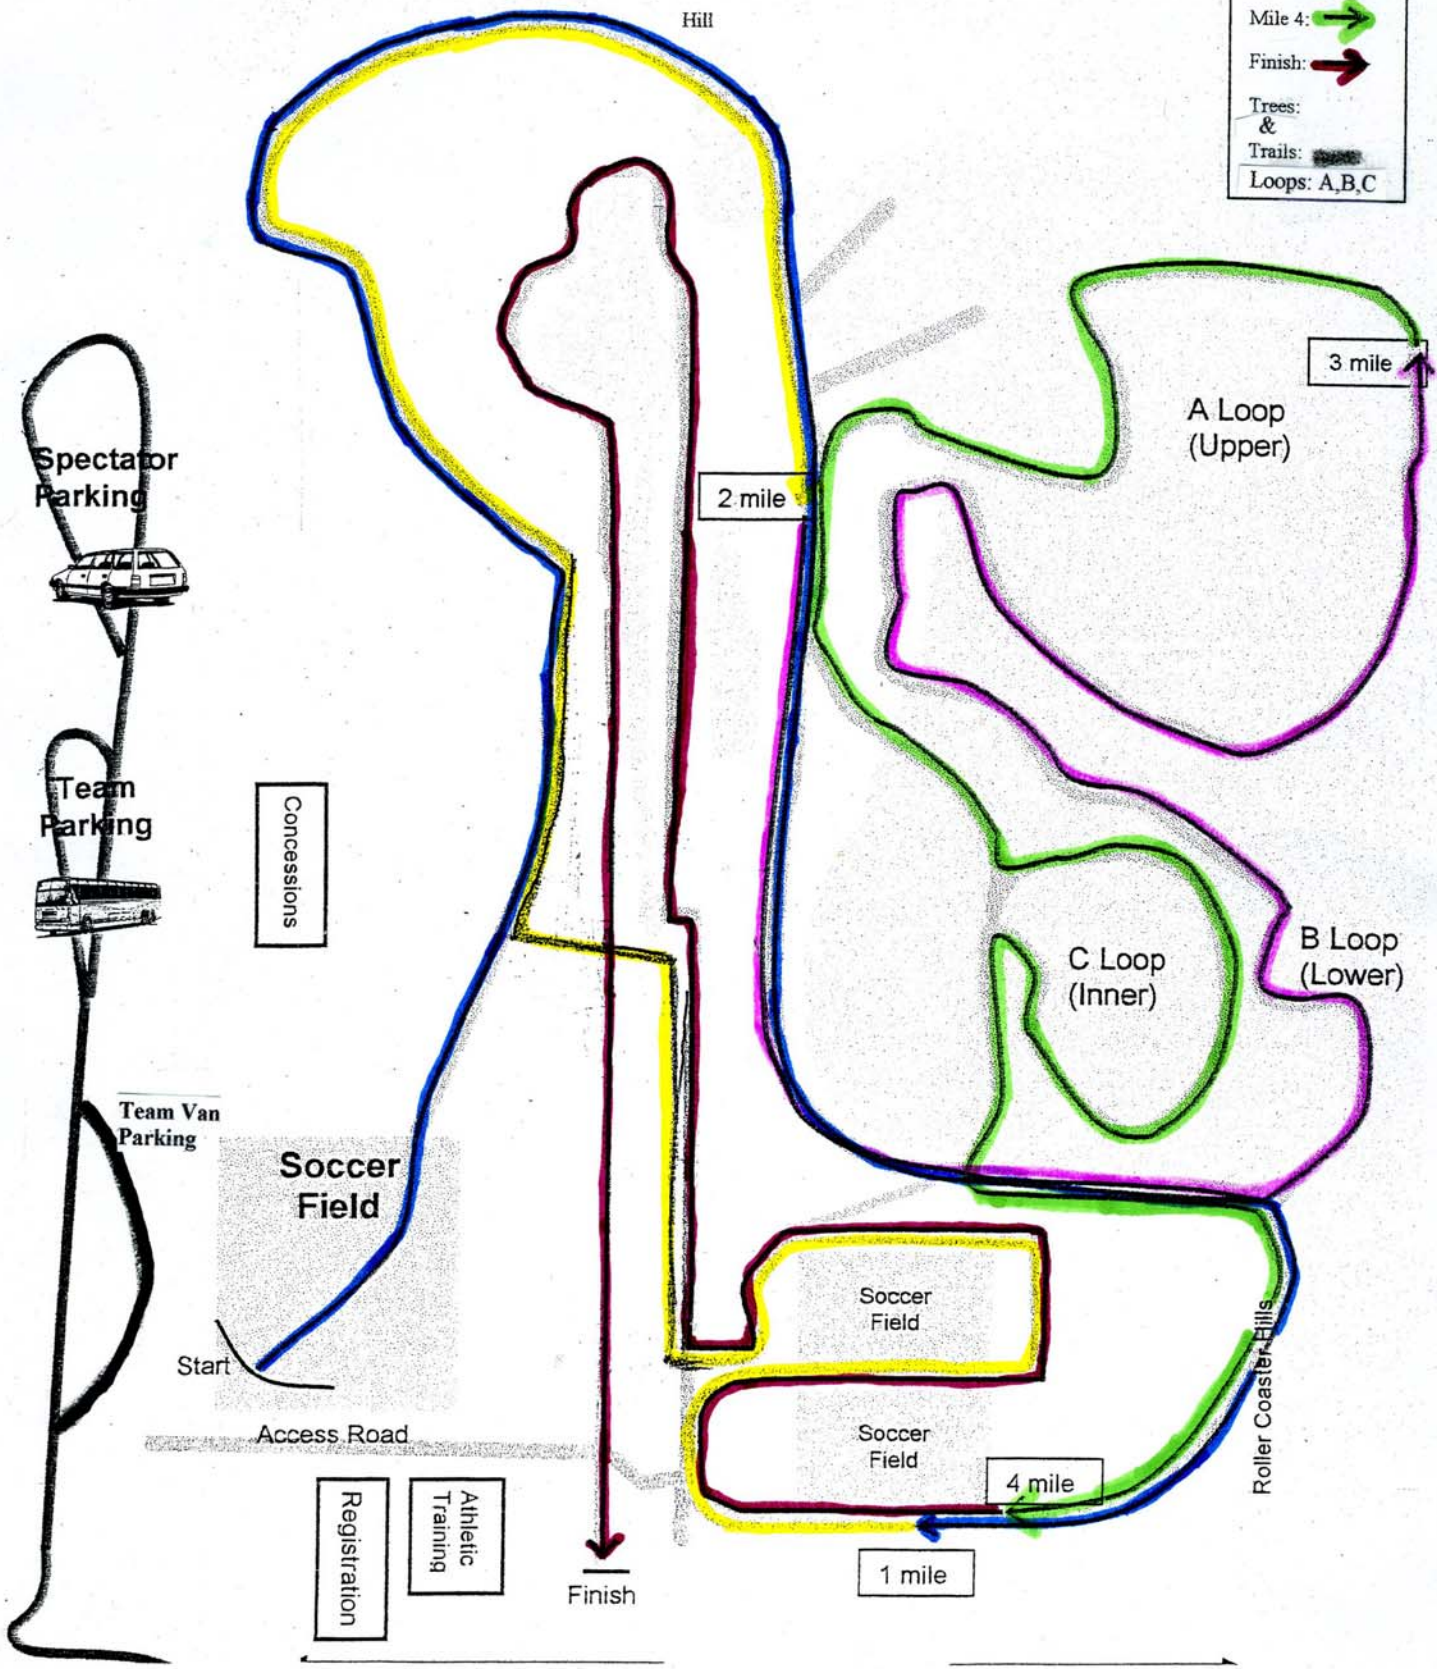 Hill
Mile 4:
Finish:
Trees:
&
Trails:
Loops: A,B,C
3 mile
A Loop
(Upper)
Spectator
Parking
2 mile
Team
Parking
Concessions
B Loop
(Lower)
C Loop
(Inner)
Team Van
Parking
Soccer
Field
Soccer
Field
Start
Roller Coaster Hills
Access Road
Soccer
Field
4 mile
Registration
Athletic
Training
1 mile
Finish